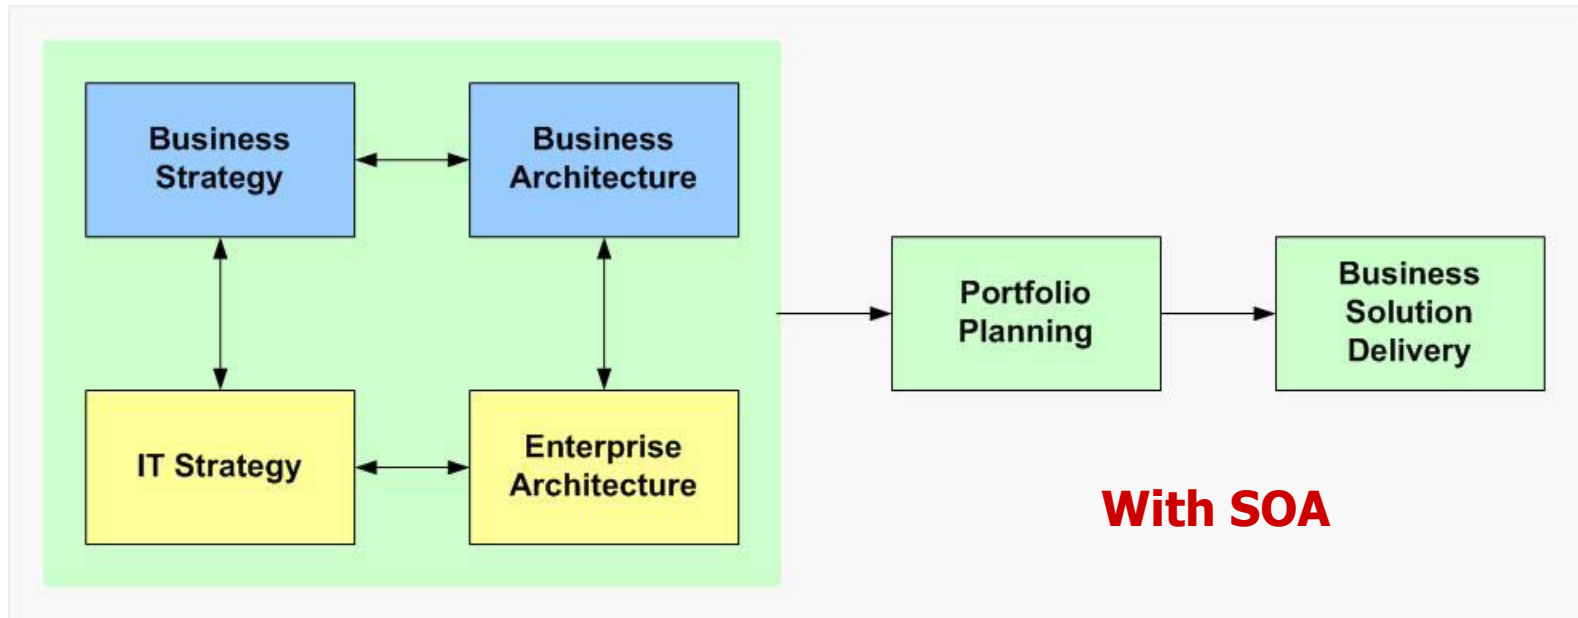 Business
Strategy
Business
Architecture
IT Strategy
Enterprise
Architecture
Portfolio
Planning
Business
Solution
Delivery
With SOA